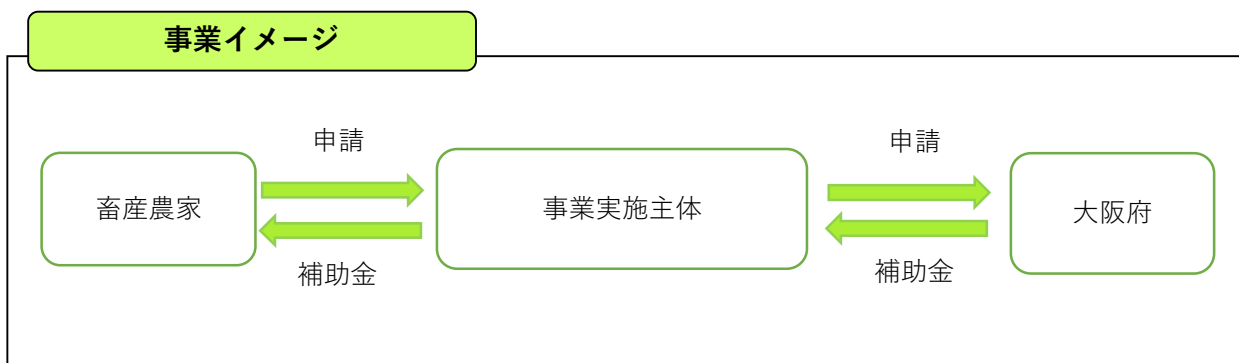 事業イメージ
申請
申請
畜産農家
事業実施主体
大阪府
補助金
補助金